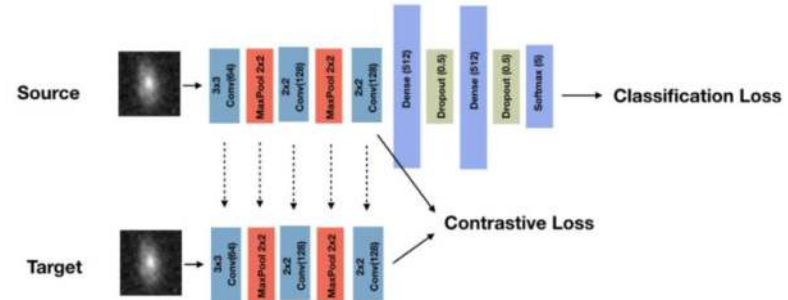 Source
3x3
Conv(64)
MaxPool 2x2
2x2
Conv(128)
MaxPool 2x2
2x2
Conv(128)
Dense (512)
Dropout (0.5)
Dense (512)
Dropout (0.5)
Softmax (5)
Classification Loss
Contrastive Loss
Target
3x3
Conv(64)
MaxPool 2x2
2x2
Conv(128)
MaxPool 2x2
2x2
Conv(128)